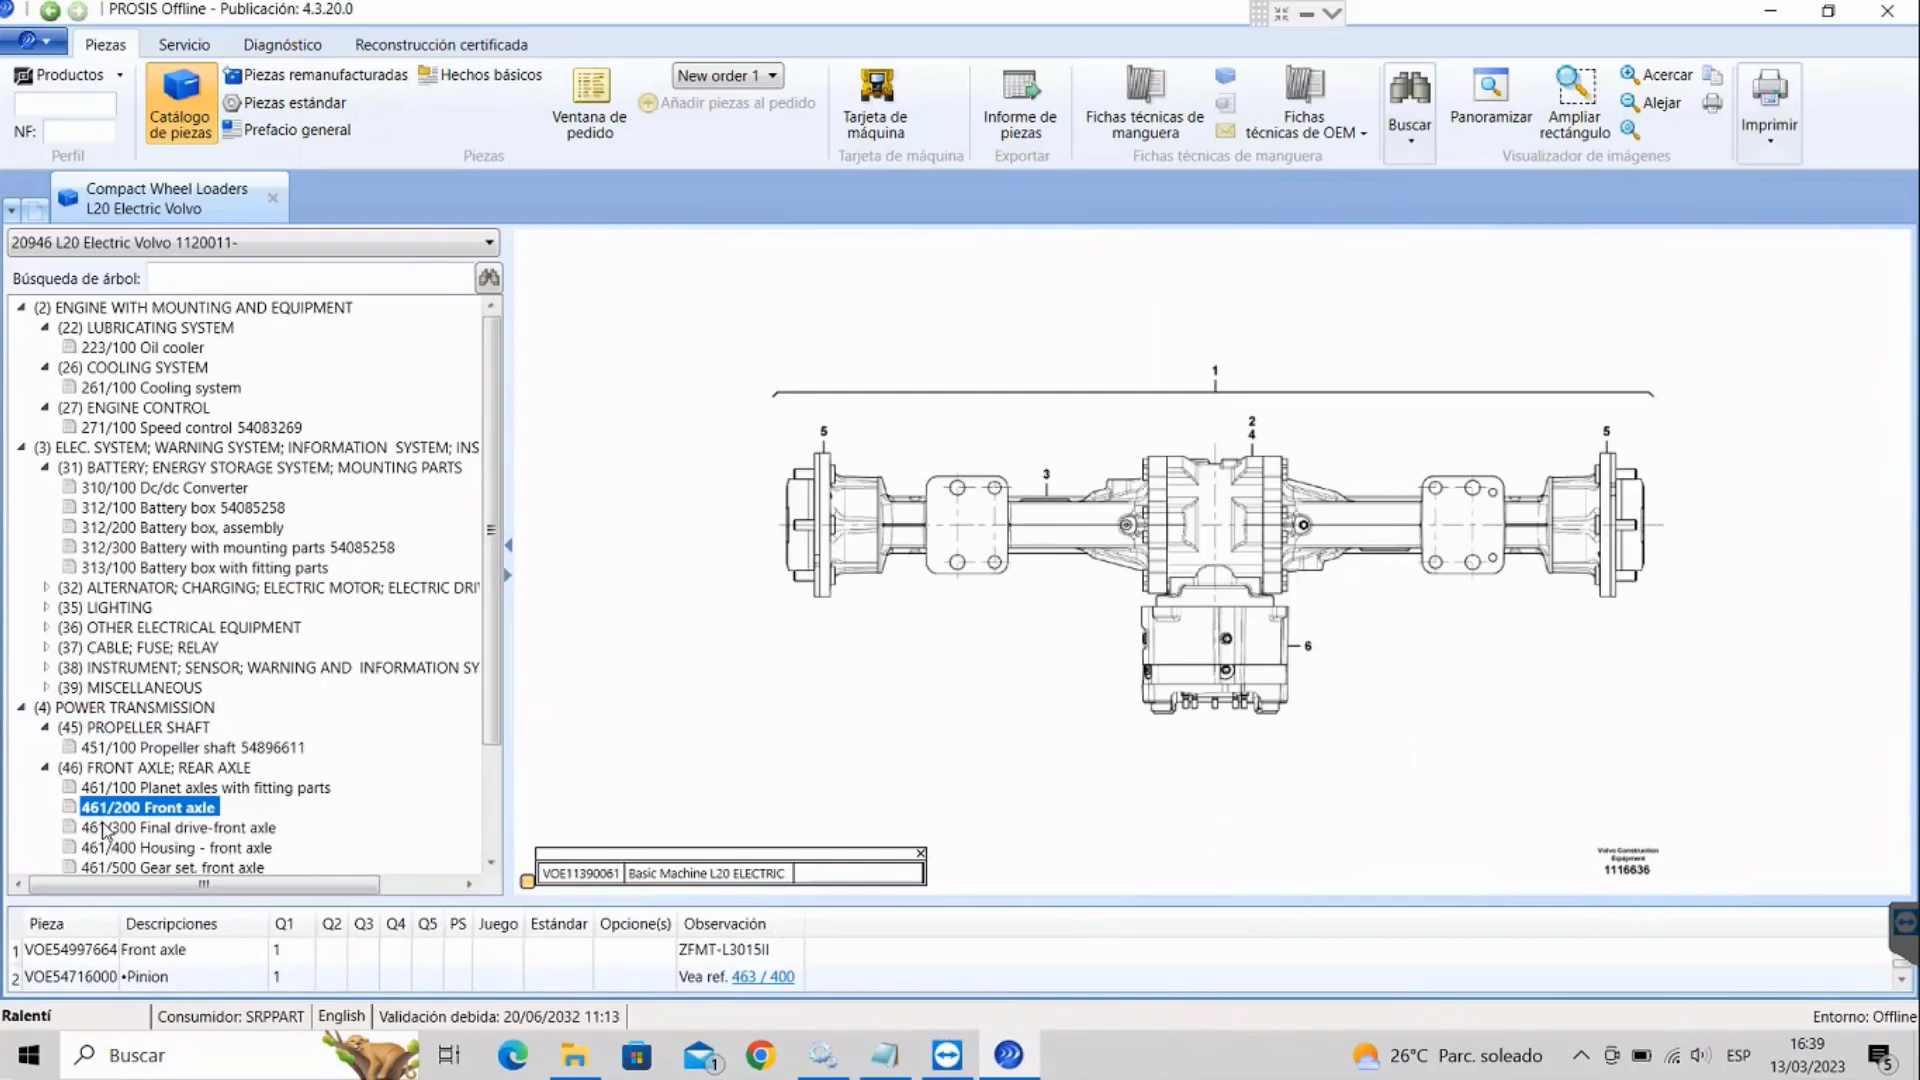 PROSIS Offline - Publicación: 4.3.20.0
Piezas
Servicio
Diagnóstico
Reconstrucción certificada
Productos
NF:
Perfil
Catálogo
de piezas
Piezas remanufacturadas
Piezas estándar
Prefacio general
Hechos básicos
Ventana de
pedido
New order 1
Añadir piezas al pedido
Piezas
Tarjeta de
máquina
Tarjeta de máquina
Informe de
piezas
Exportar
Fichas técnicas de
manguera
Fichas
técnicas de OEM
Fichas técnicas de manguera
Buscar
Panoramizar
Ampliar
rectángulo
Acercar
Alejar
Visualizador de imágenes
Imprimir
Compact Wheel Loaders
L20 Electric Volvo
20946 L20 Electric Volvo 1120011-
Búsqueda de árbol:
(2) ENGINE WITH MOUNTING AND EQUIPMENT
(22) LUBRICATING SYSTEM
223/100 Oil cooler
(26) COOLING SYSTEM
261/100 Cooling system
(27) ENGINE CONTROL
271/100 Speed control 54083269
(3) ELEC. SYSTEM; WARNING SYSTEM; INFORMATION SYSTEM; INS
(31) BATTERY; ENERGY STORAGE SYSTEM; MOUNTING PARTS
310/100 Dc/dc Converter
312/100 Battery box 54085258
312/200 Battery box, assembly
312/300 Battery with mounting parts 54085258
313/100 Battery box with fitting parts
(32) ALTERNATOR; CHARGING; ELECTRIC MOTOR; ELECTRIC DRI
(35) LIGHTING
(36) OTHER ELECTRICAL EQUIPMENT
(37) CABLE; FUSE; RELAY
(38) INSTRUMENT; SENSOR; WARNING AND INFORMATION SY
(39) MISCELLANEOUS
(4) POWER TRANSMISSION
(45) PROPELLER SHAFT
451/100 Propeller shaft 54896611
(46) FRONT AXLE; REAR AXLE
461/100 Planet axles with fitting parts
461/200 Front axle
461/300 Final drive-front axle
461/400 Housing - front axle
461/500 Gear set. front axle
1
2
4
5
5
3
6
VOE11390061 Basic Machine L20 ELECTRIC
Volvo Construction
Equipment
1116636
Pieza Descripciones Q1 Q2 Q3 Q4 Q5 PS Juego Estándar Opcione(s) Observación
1 VOE54997664 Front axle 1 ZFMT-L3015II
2 VOE54716000 •Pinion 1 Vea ref. 463 / 400
Ralentí
Consumidor: SRPPART
English
Validación debida: 20/06/2032 11:13
Entorno: Offline
Buscar
1
26°C Parc. soleado
ESP
16:39
13/03/2023
5